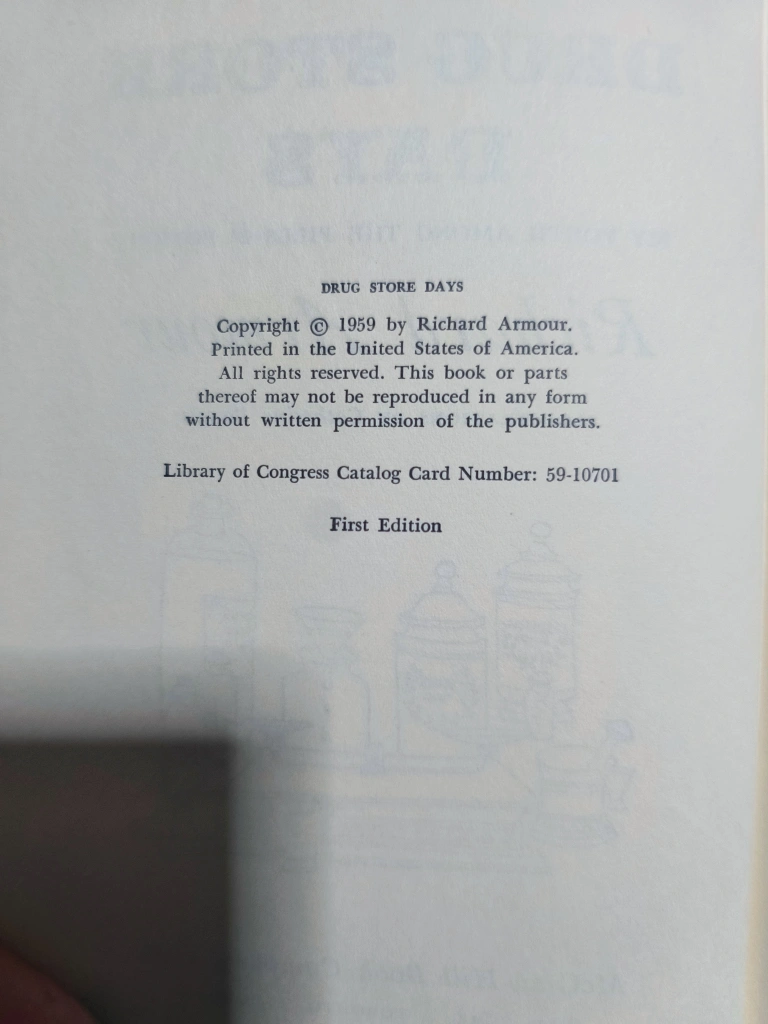 DRUG STORE DAYS
Copyright © 1959 by Richard Armour.
Printed in the United States of America.
All rights reserved. This book or parts
thereof may not be reproduced in any form
without written permission of the publishers.
Library of Congress Catalog Card Number: 59-10701
First Edition